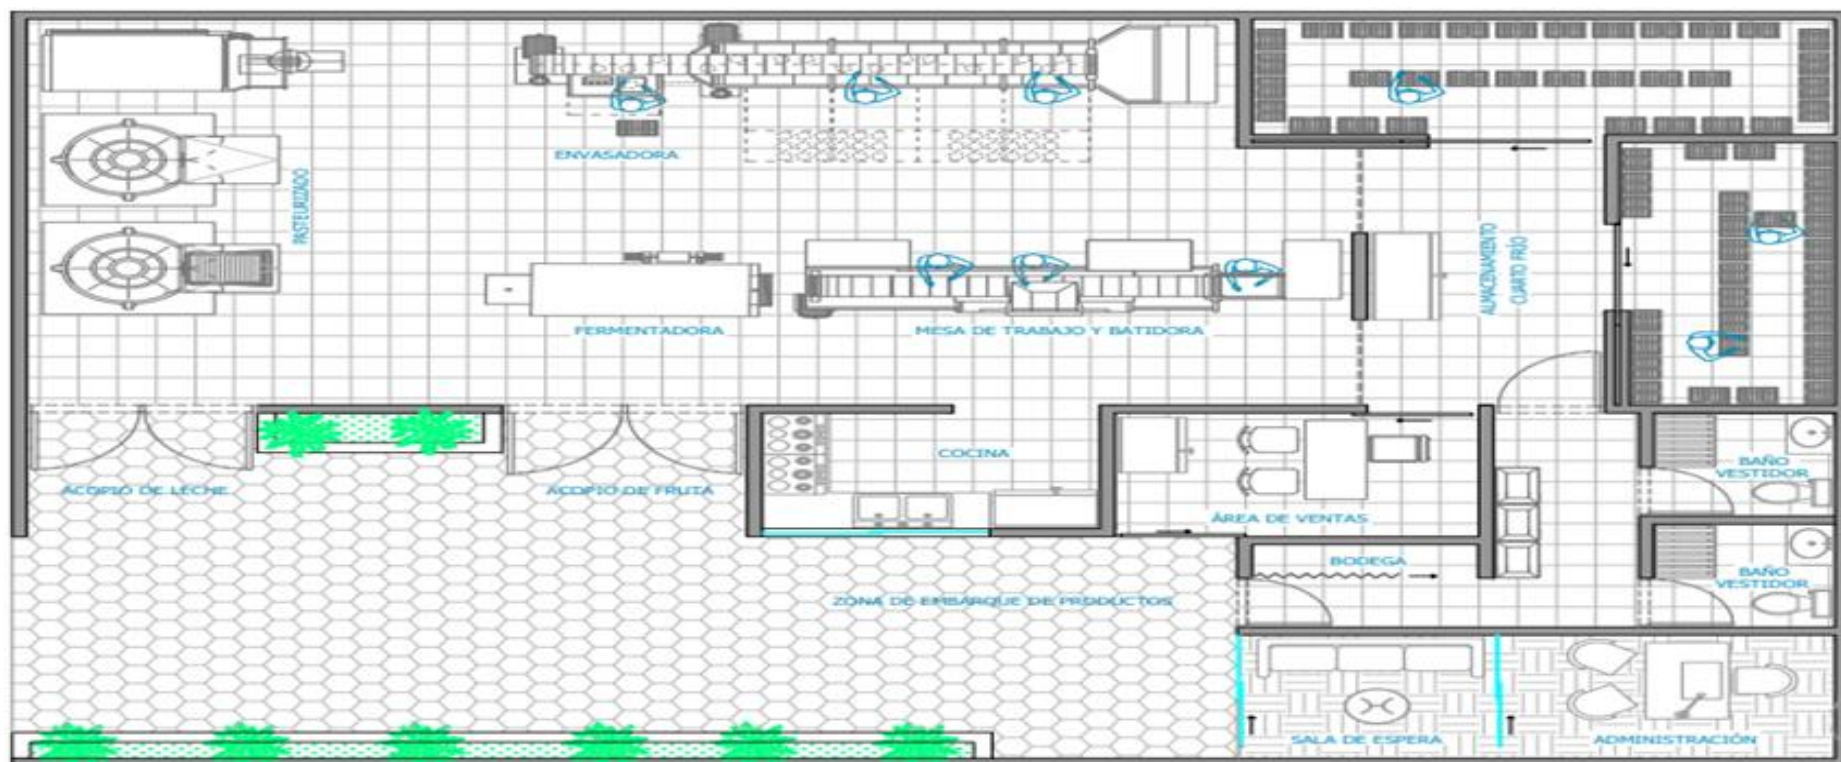 ENVASADORA
PASTEURIZADO
ALMACENAMIENTO
CUARTO FRÍO
FERMENTADORA
MESA DE TRABAJO Y BATIDORA
COCINA
BAÑO
VESTIDOR
ACOPIO DE LECHE
ACOPIO DE FRUTA
ÁREA DE VENTAS
BODEGA
BAÑO
VESTIDOR
ZONA DE EMBARQUE DE PRODUCTOS
SALA DE ESPERA
ADMINISTRACIÓN